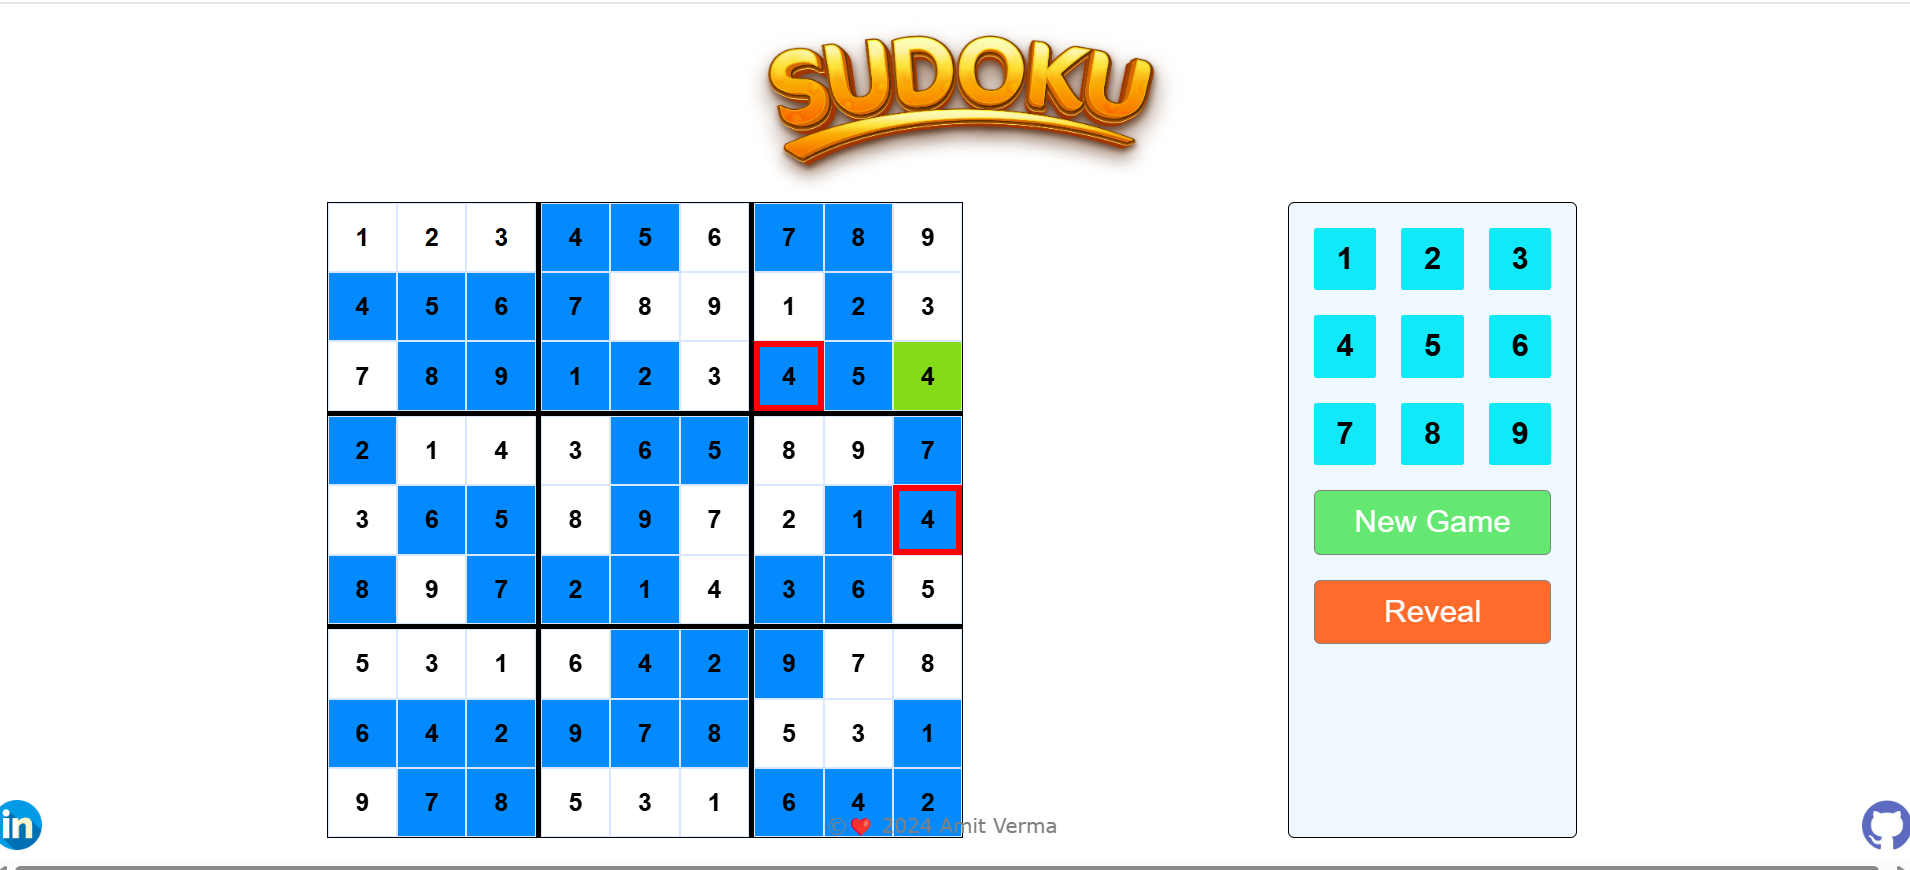 SUDOKU
1 2 3 4 5 6 7 8 9
4 5 6 7 8 9 1 2 3
7 8 9 1 2 3 4 5 4
2 1 4 3 6 5 8 9 7
3 6 5 8 9 7 2 1 4
8 9 7 2 1 4 3 6 5
5 3 1 6 4 2 9 7 8
6 4 2 9 7 8 5 3 1
9 7 8 5 3 1 6 4 2
1 2 3
4 5 6
7 8 9
New Game
Reveal
in
©❤️ 2024 Amit Verma